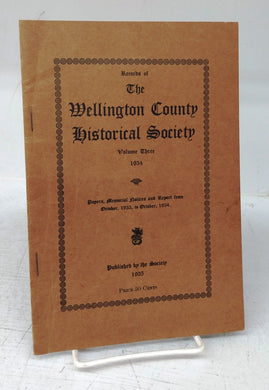 Records of
The
Wellington County
Historical Society
Volume Three
1934
Papers, Memorial Notices and Report from
October, 1933, to October, 1934.
Published by the Society
1935
Price 50 Cents